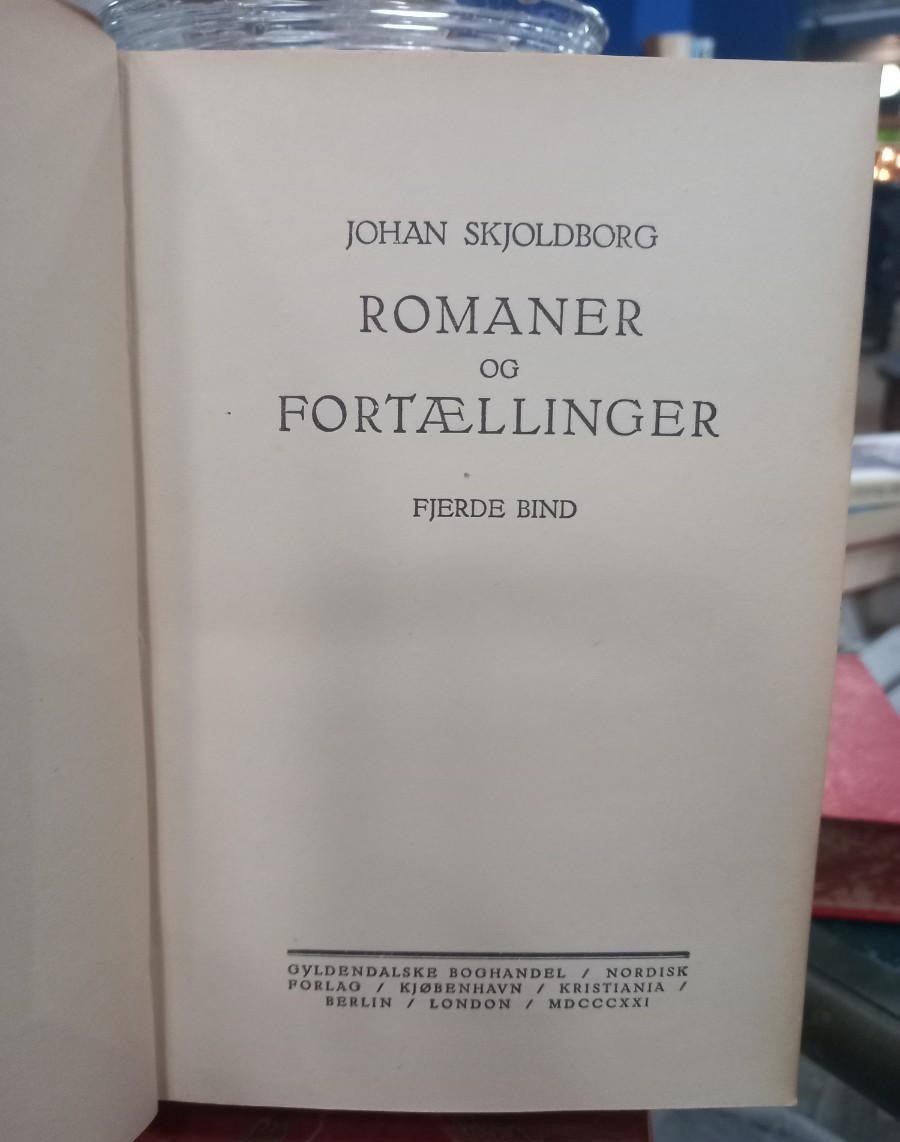 JOHAN SKJOLDBORG
ROMANER
OG
FORTÆLLINGER
FJERDE BIND
GYLDENDALSKE BOGHANDEL / NORDISK
FORLAG / KJØBENHAVN / KRISTIANIA /
BERLIN / LONDON / MDCCCXXI